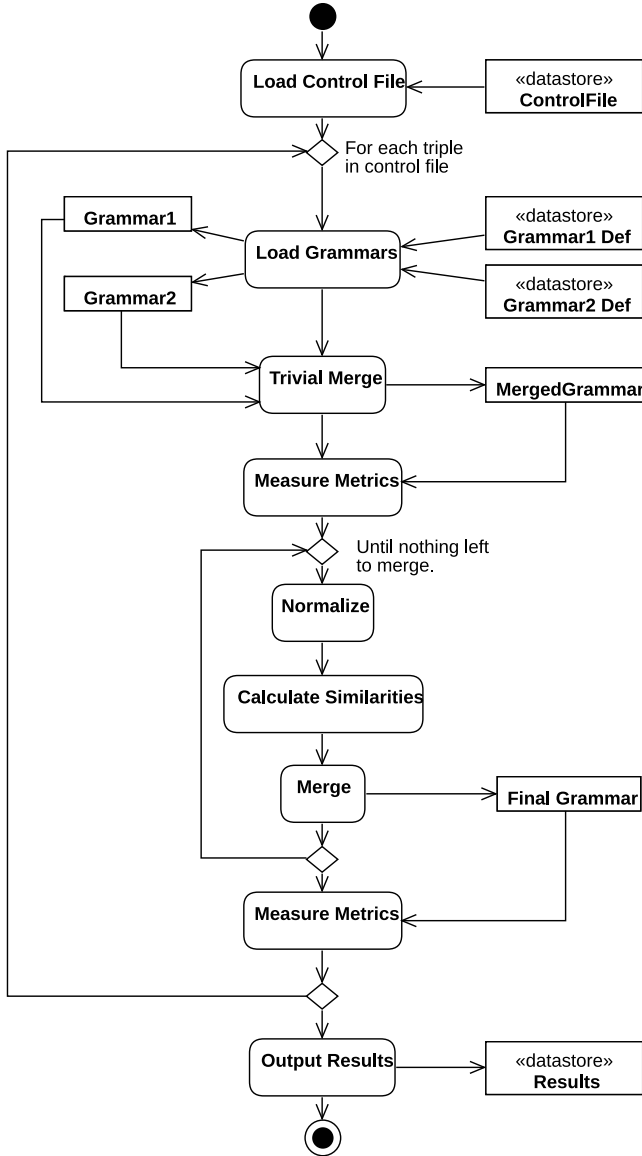 Load Control File
«datastore»
ControlFile
For each triple
in control file
Grammar1
«datastore»
Grammar1 Def
Load Grammars
Grammar2
«datastore»
Grammar2 Def
Trivial Merge
MergedGrammar
Measure Metrics
Until nothing left
to merge.
Normalize
Calculate Similarities
Merge
Final Grammar
Measure Metrics
Output Results
«datastore»
Results